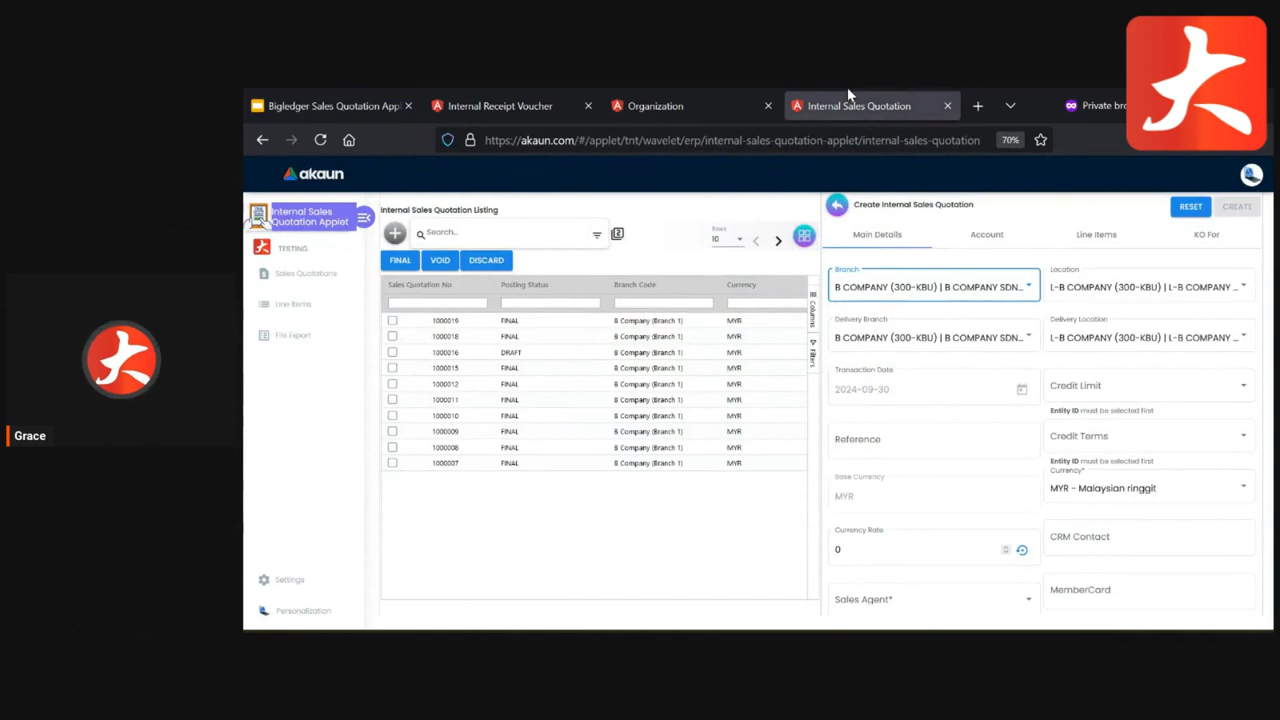 大
Bigledger Sales Quotation Appl
Internal Receipt Voucher
Organization
Internal Sales Quotation
Private bro
https://akaun.com/#/applet/tnt/wavelet/erp/internal-sales-quotation-applet/internal-sales-quotation
70%
akaun
Internal Sales
Quotation Applet
TESTING
Sales Quotations
Line Items
File Export
Settings
Personalization
Internal Sales Quotation Listing
Search...
Rows
10
FINAL VOID DISCARD
Sales Quotation No. Posting Status Branch Code Currency
1000019 FINAL B Company (Branch 1) MYR
1000018 FINAL B Company (Branch 1) MYR
1000016 DRAFT B Company (Branch 1) MYR
1000015 FINAL B Company (Branch 1) MYR
1000012 FINAL B Company (Branch 1) MYR
1000011 FINAL B Company (Branch 1) MYR
1000010 FINAL B Company (Branch 1) MYR
1000009 FINAL B Company (Branch 1) MYR
1000008 FINAL B Company (Branch 1) MYR
1000007 FINAL B Company (Branch 1) MYR
Columns
Filters
Create Internal Sales Quotation
RESET CREATE
Main Details Account Line Items KO For
Branch
B COMPANY (300-KBU) | B COMPANY SDN...
Location
L-B COMPANY (300-KBU) | L-B COMPANY ...
Delivery Branch
B COMPANY (300-KBU) | B COMPANY SDN...
Delivery Location
L-B COMPANY (300-KBU) | L-B COMPANY ...
Transaction Date
2024-09-30
Credit Limit
Entity ID must be selected first
Reference
Credit Terms
Entity ID must be selected first
Base Currency
MYR
Currency*
MYR - Malaysian ringgit
Currency Rate
0
CRM Contact
Sales Agent*
MemberCard
大
Grace